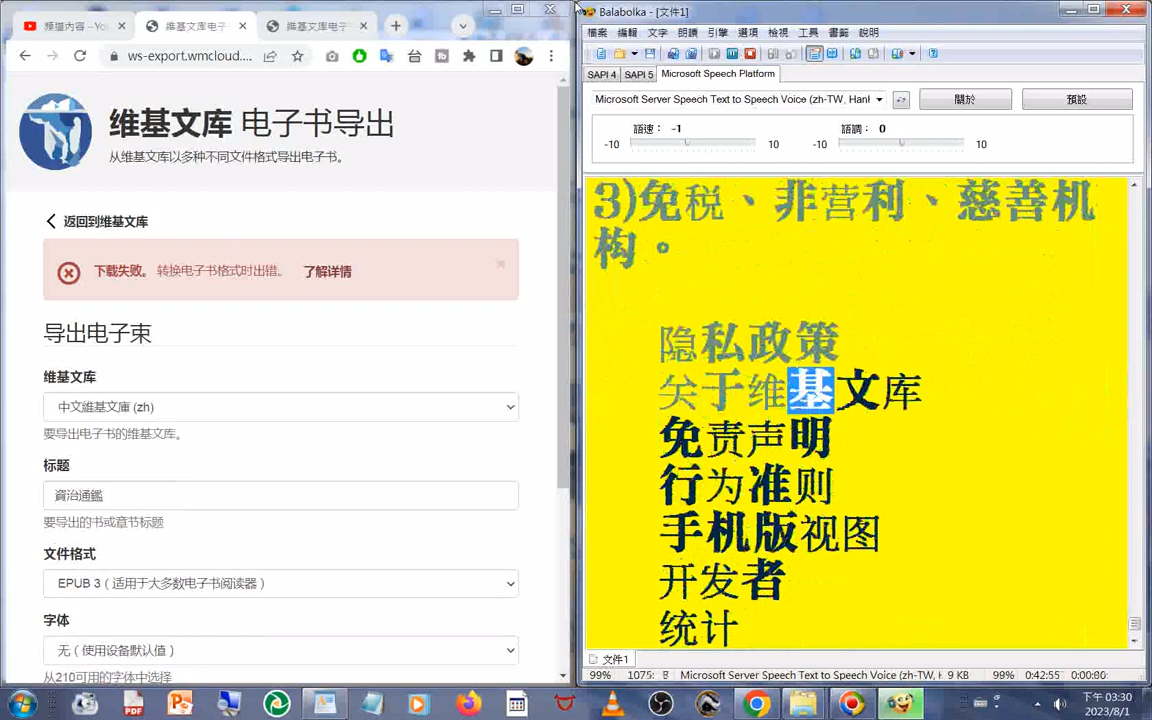 頻道内容 - Yo
维基文库电子
维基文库电子
ws-export.wmcloud....
维基文库 电子书导出
从维基文库以多种不同文件格式导出电子书。
返回到维基文库
下载失败。 转换电子书格式时出错。 了解详情
导出电子束
维基文库
中文維基文庫 (zh)
要导出电子书的维基文库。
标题
資治通鑑
要导出的书或章节标题
文件格式
EPUB 3（适用于大多数电子书阅读器）
字体
无（使用设备默认值）
从210可用的字体中选择
Balabolka - [文件1]
檔案 編輯 文字 朗讀 引擎 選項 檢視 工具 書籤 說明
SAPI 4 SAPI 5 Microsoft Speech Platform
Microsoft Server Speech Text to Speech Voice (zh-TW, Han
關於
預設
語速： -1
語調： 0
-10 10 -10 10
3)免税、非营利、慈善机
构。
隐私政策
关于维基文库
免责声明
行为准则
手机版视图
开发者
统计
文件1
99% 1075: Microsoft Speech Text to Speech Voice (zh-TW, 9 KB 99% 0:42:55 0:00:80
下午 03:30
2023/8/1